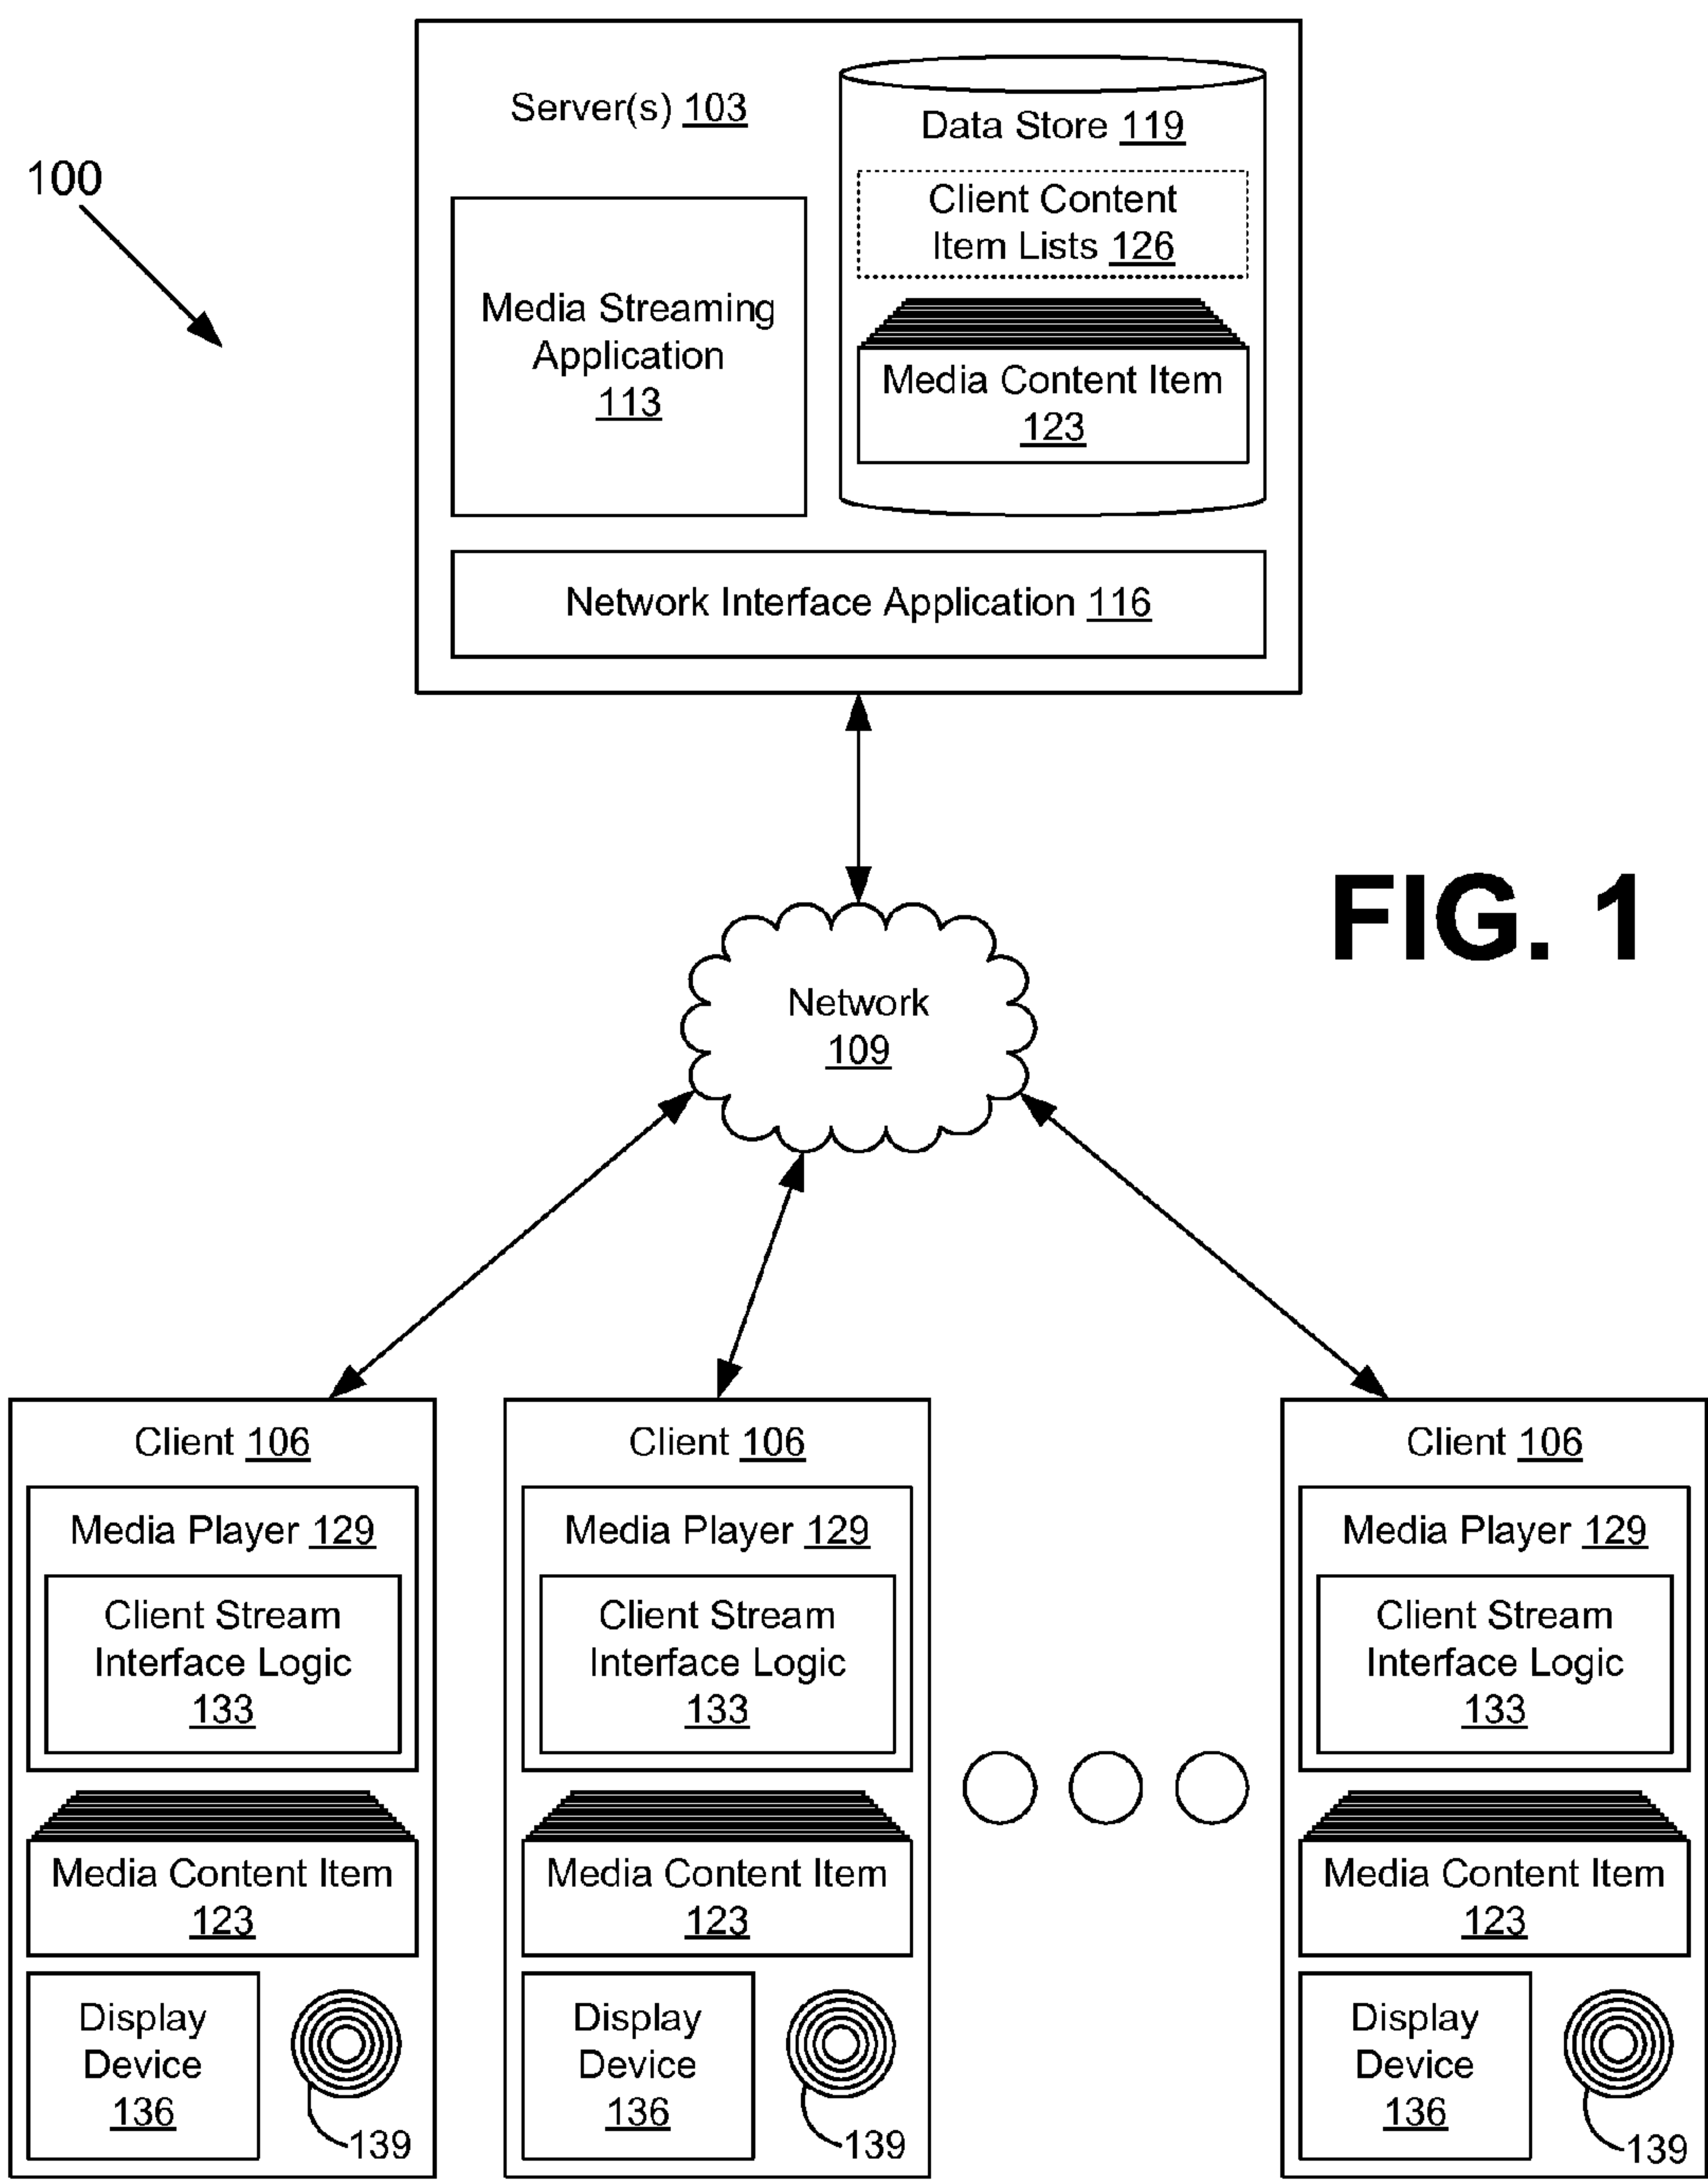 100
Server(s) 103
Data Store 119
Client Content
Item Lists 126
Media Streaming
Application
113
Media Content Item
123
Network Interface Application 116
FIG. 1
Network
109
Client 106
Media Player 129
Client Stream
Interface Logic
133
Media Content Item
123
Display
Device
136
139
Client 106
Media Player 129
Client Stream
Interface Logic
133
Media Content Item
123
Display
Device
136
139
Client 106
Media Player 129
Client Stream
Interface Logic
133
Media Content Item
123
Display
Device
136
139